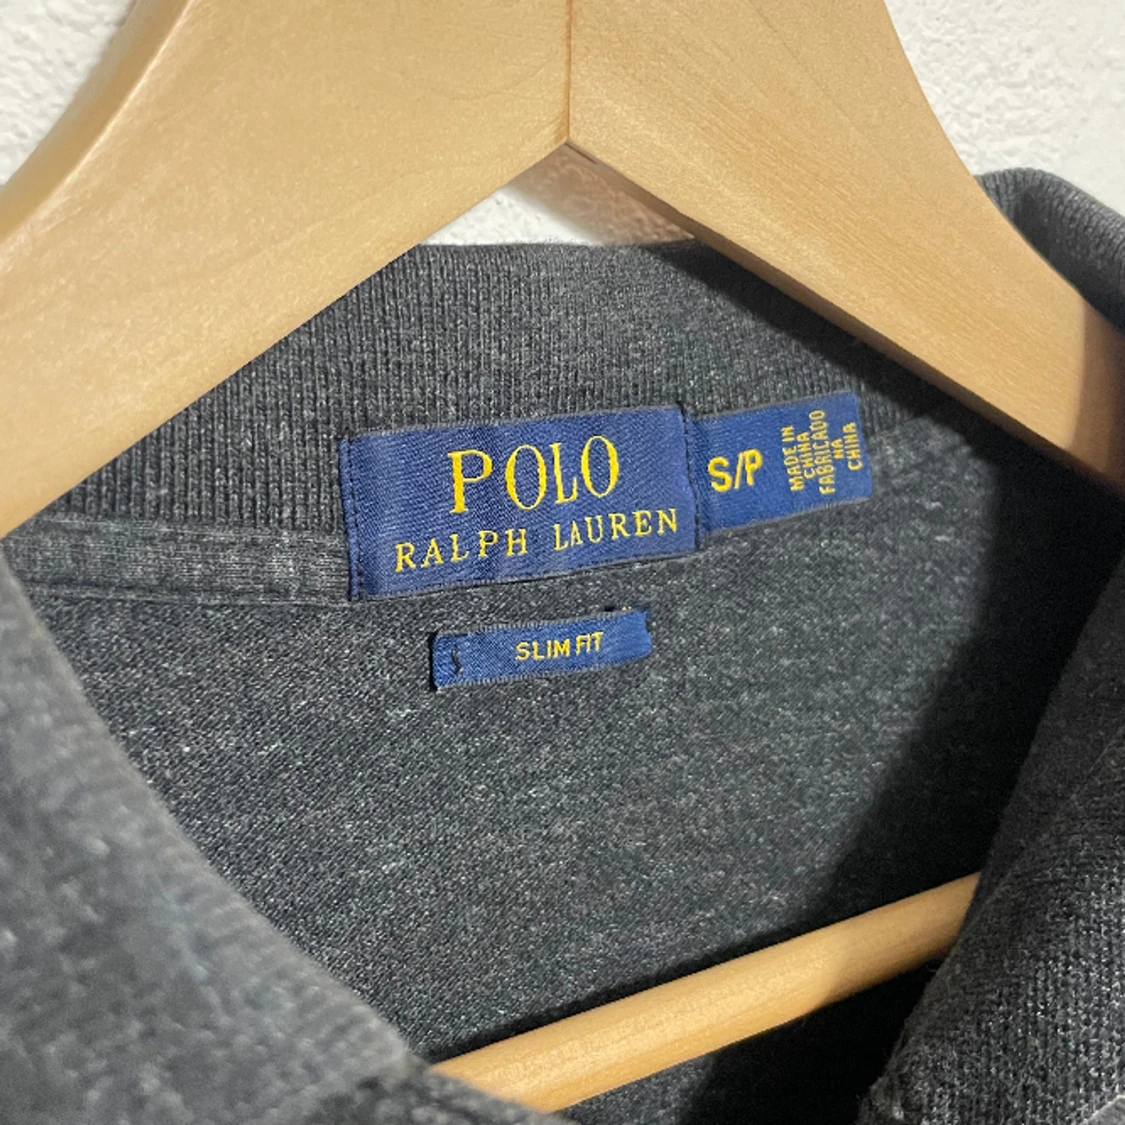 POLO
RALPH LAUREN
S/P
MADE IN
CHINA
FABRICADO
NA
CHINA
SLIM FIT